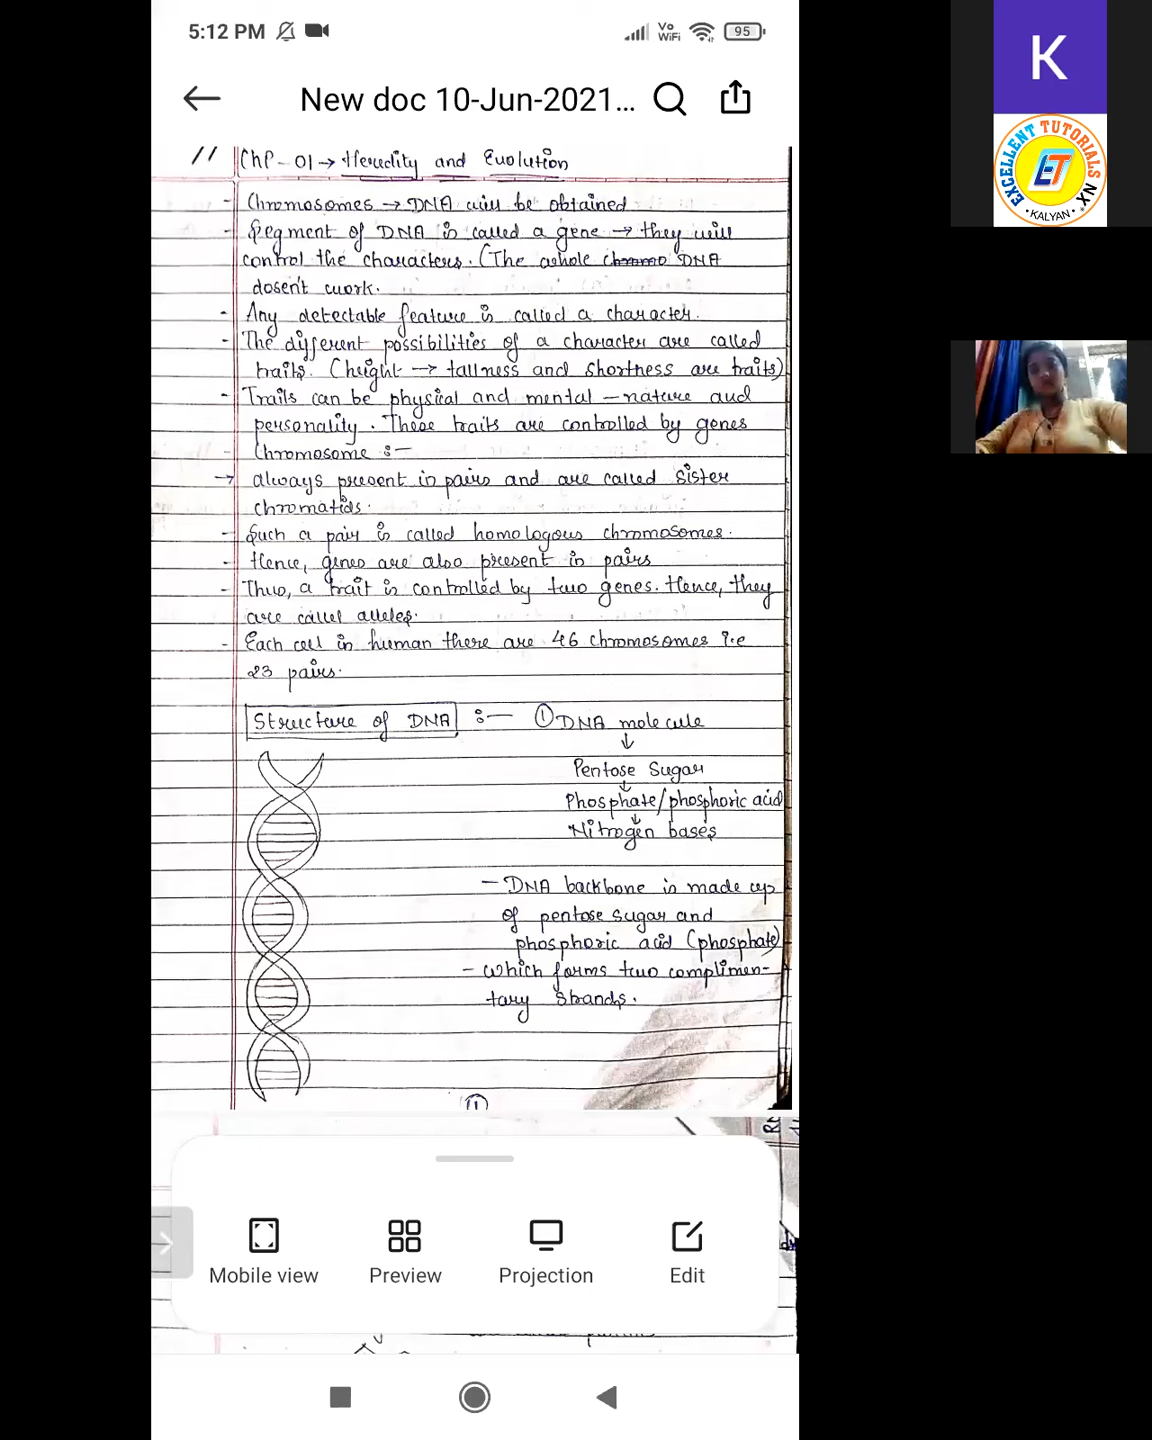 5:12 PM
Vo WiFi 95
New doc 10-Jun-2021...
K
EXCELLENT TUTORIALS NX
ET
KALYAN
Chp-01 → Heredity and Evolution
- Chromosomes → DNA will be obtained
- Segment of DNA is called a gene → they will
control the characters. (The whole chromo DNA
dosen't work.
- Any detectable feature is called a character.
- The different possibilities of a character are called
traits. (height → tallness and shortness are traits)
- Traits can be physical and mental - nature and
personality. These traits are controlled by genes
- Chromosome :-
→ always present in pairs and are called sister
chromatids.
- Such a pair is called homologous chromosomes.
- Hence, genes are also present in pairs
- Thus, a trait is controlled by two genes. Hence, they
are called alleles.
- Each cell in human there are 46 chromosomes i.e
23 pairs.
Structure of DNA :- ① DNA molecule
↓
Pentose Sugar
↓
Phosphate/phosphoric acid
↓
Nitrogen bases
- DNA backbone is made up
of pentose sugar and
phosphoric acid (phosphate)
- which forms two complimen-
tary strands.
Mobile view
Preview
Projection
Edit